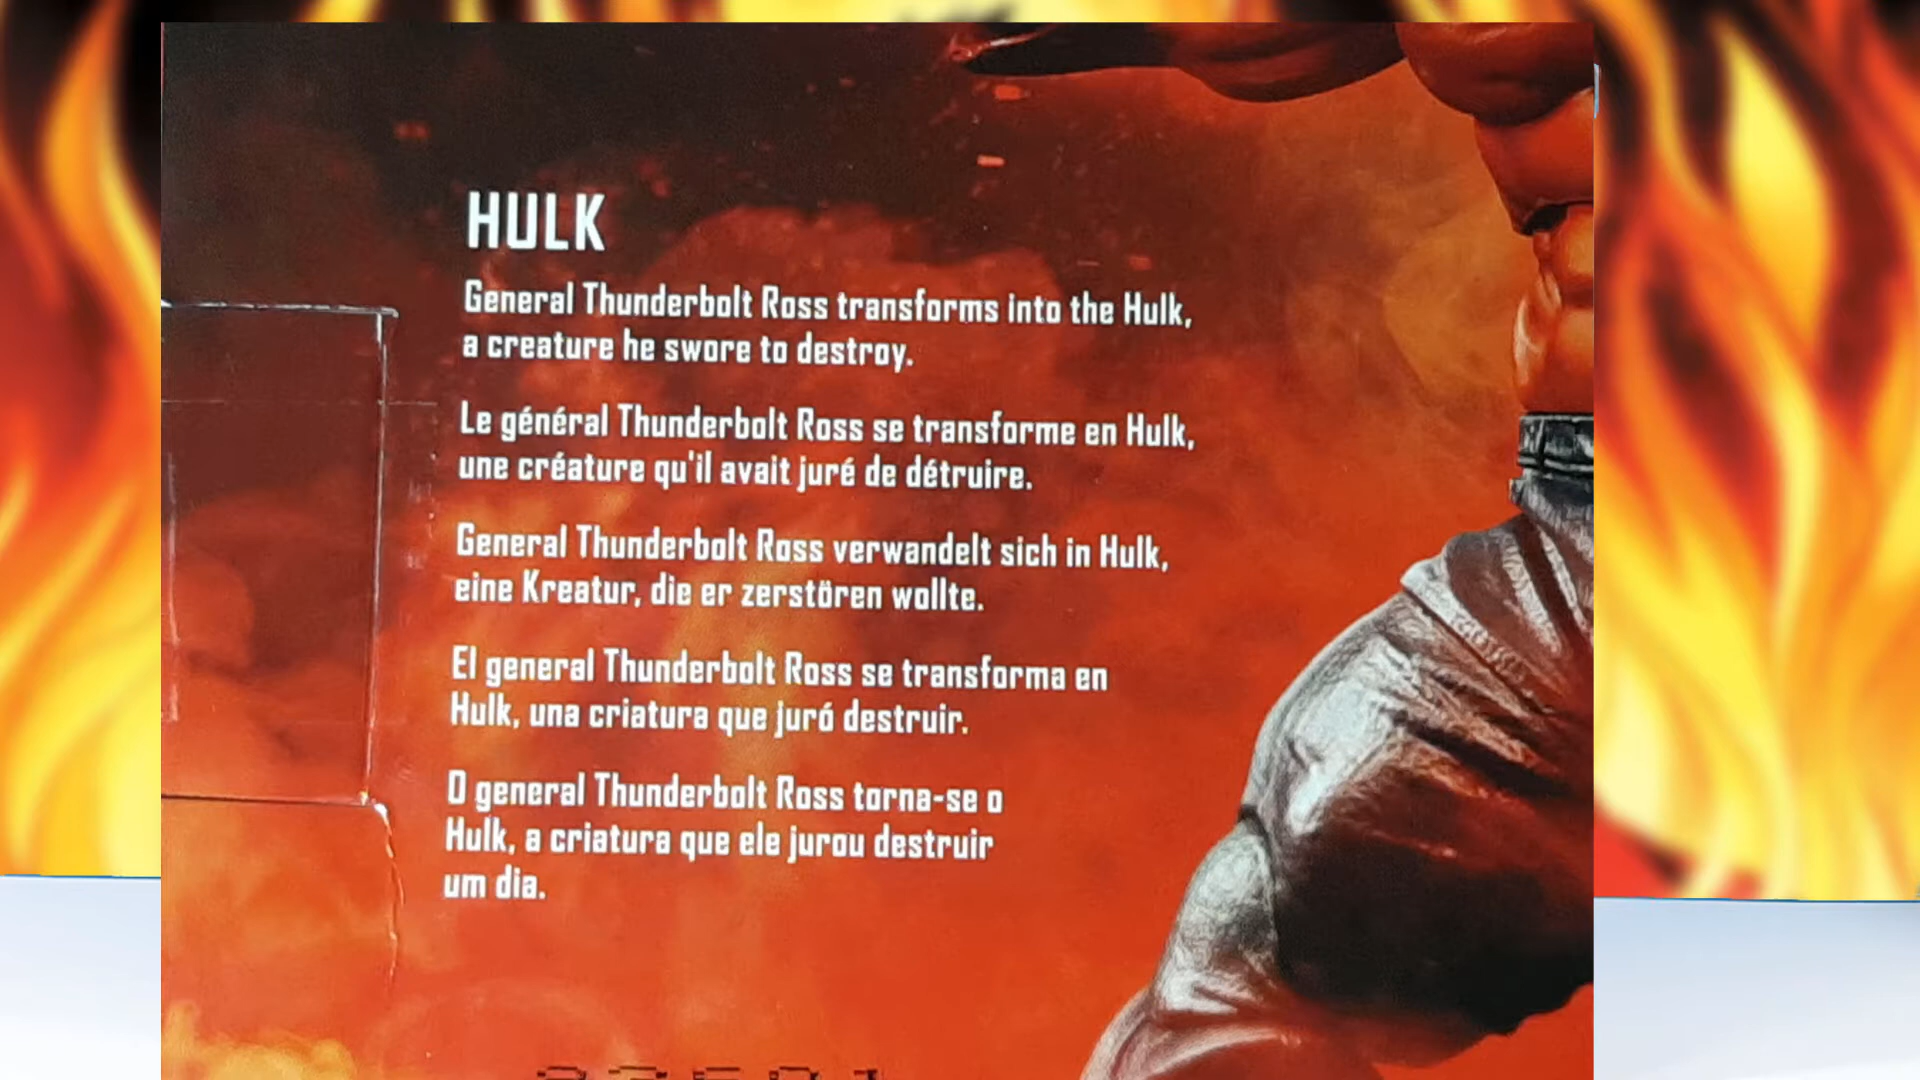 HULK
General Thunderbolt Ross transforms into the Hulk,
a creature he swore to destroy.
Le général Thunderbolt Ross se transforme en Hulk,
une créature qu'il avait juré de détruire.
General Thunderbolt Ross verwandelt sich in Hulk,
eine Kreatur, die er zerstören wollte.
El general Thunderbolt Ross se transforma en
Hulk, una criatura que juró destruir.
O general Thunderbolt Ross torna-se o
Hulk, a criatura que ele jurou destruir
um dia.